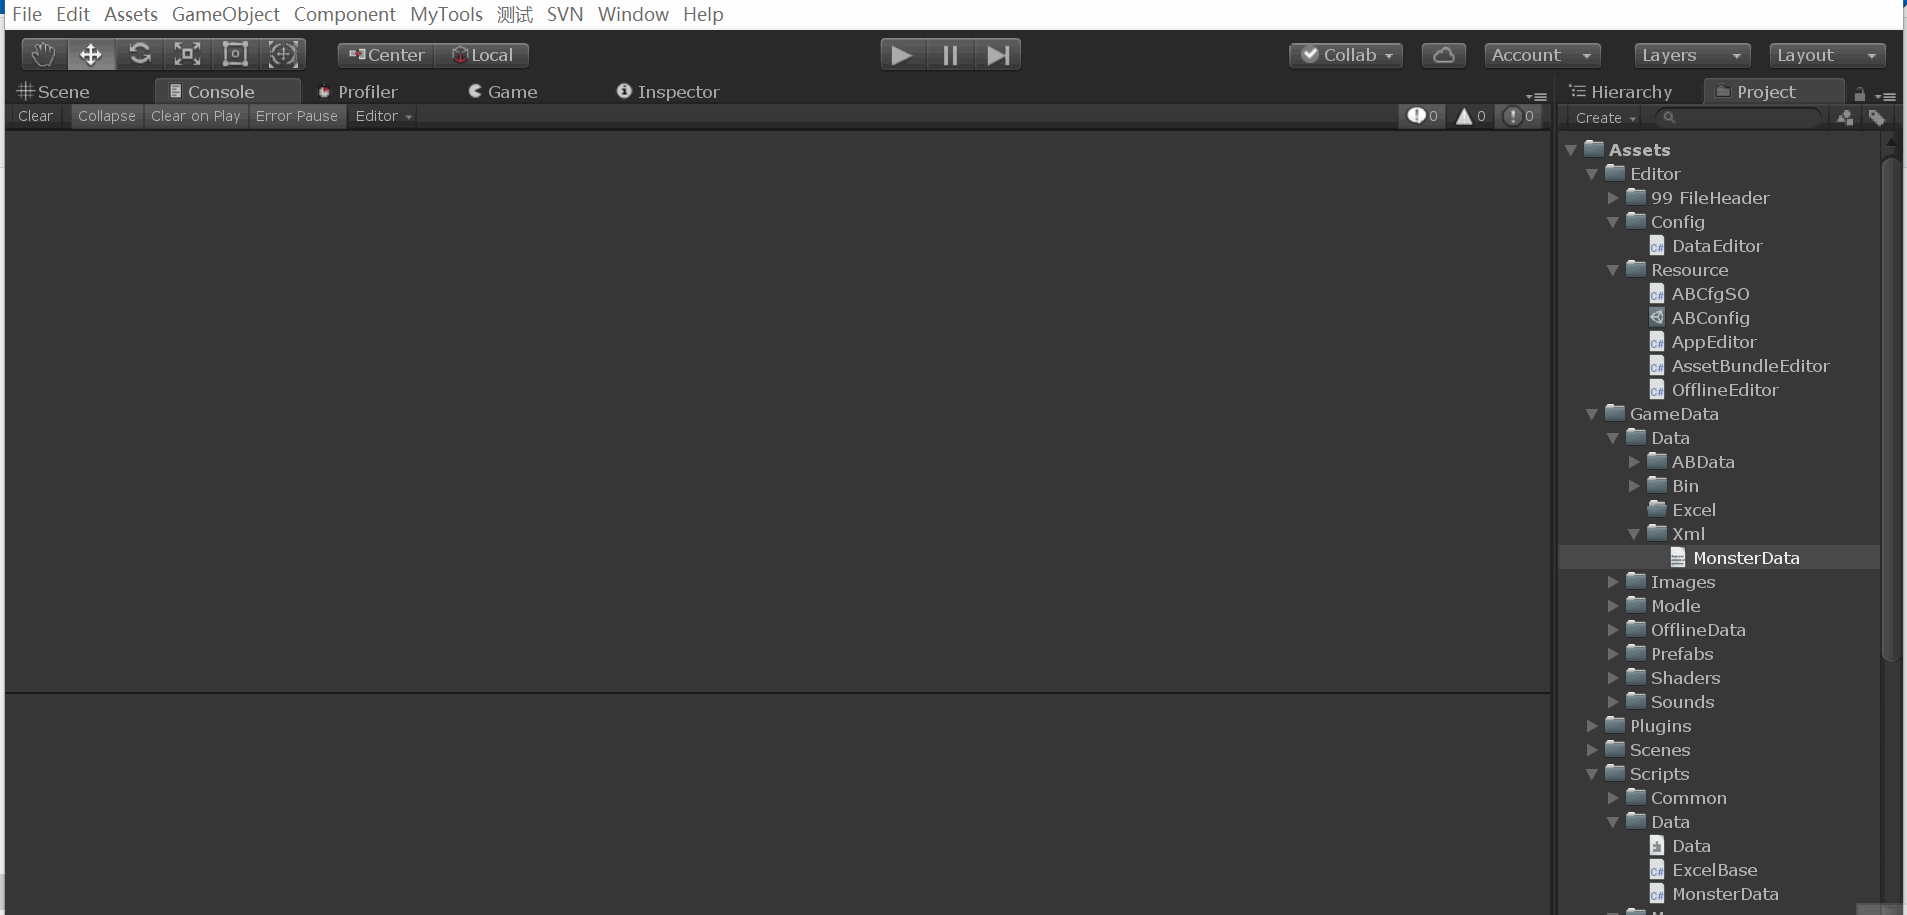 File Edit Assets GameObject Component MyTools 测试 SVN Window Help
Center Local Collab Account Layers Layout
Scene Console Profiler Game Inspector
Clear Collapse Clear on Play Error Pause Editor 0 0 0
Hierarchy Project
Create
Assets
Editor
99 FileHeader
Config
DataEditor
Resource
ABCfgSO
ABConfig
AppEditor
AssetBundleEditor
OfflineEditor
GameData
Data
ABData
Bin
Excel
Xml
MonsterData
Images
Modle
OfflineData
Prefabs
Shaders
Sounds
Plugins
Scenes
Scripts
Common
Data
Data
ExcelBase
MonsterData